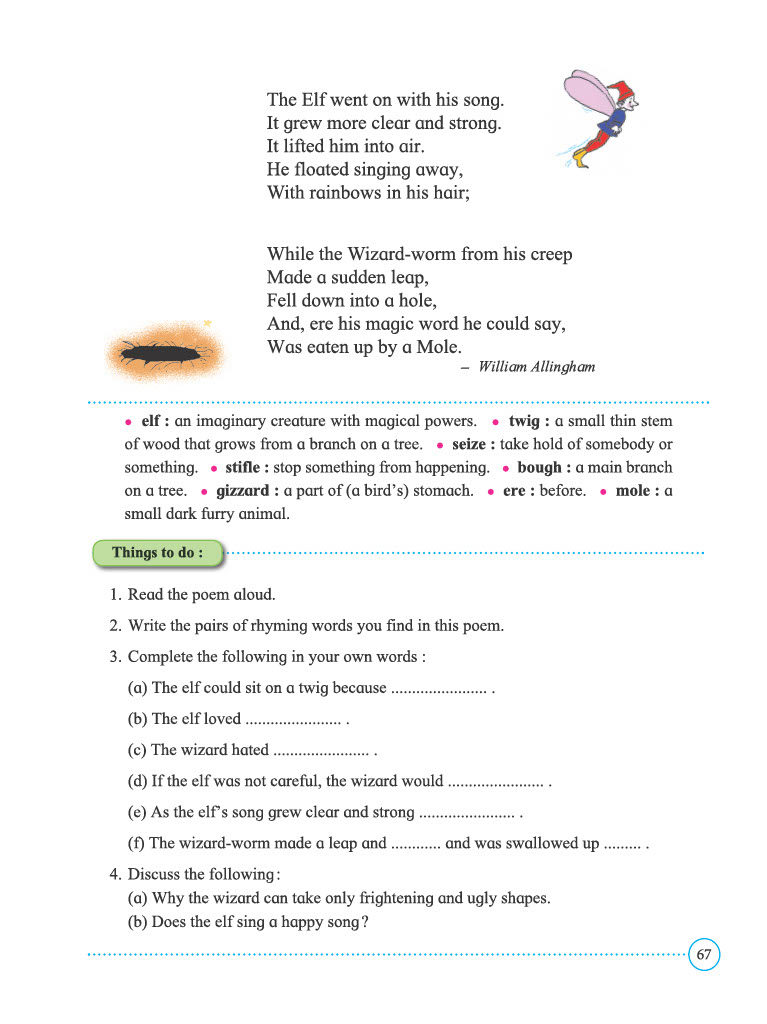 The Elf went on with his song.
It grew more clear and strong.
It lifted him into air.
He floated singing away,
With rainbows in his hair;
While the Wizard-worm from his creep
Made a sudden leap,
Fell down into a hole,
And, ere his magic word he could say,
Was eaten up by a Mole.
– William Allingham
• elf : an imaginary creature with magical powers. • twig : a small thin stem
of wood that grows from a branch on a tree. • seize : take hold of somebody or
something. • stifle : stop something from happening. • bough : a main branch
on a tree. • gizzard : a part of (a bird's) stomach. • ere : before. • mole : a
small dark furry animal.
Things to do :
1. Read the poem aloud.
2. Write the pairs of rhyming words you find in this poem.
3. Complete the following in your own words :
(a) The elf could sit on a twig because ....................... .
(b) The elf loved ....................... .
(c) The wizard hated ....................... .
(d) If the elf was not careful, the wizard would ....................... .
(e) As the elf's song grew clear and strong ....................... .
(f) The wizard-worm made a leap and ............ and was swallowed up ......... .
4. Discuss the following:
(a) Why the wizard can take only frightening and ugly shapes.
(b) Does the elf sing a happy song?
67